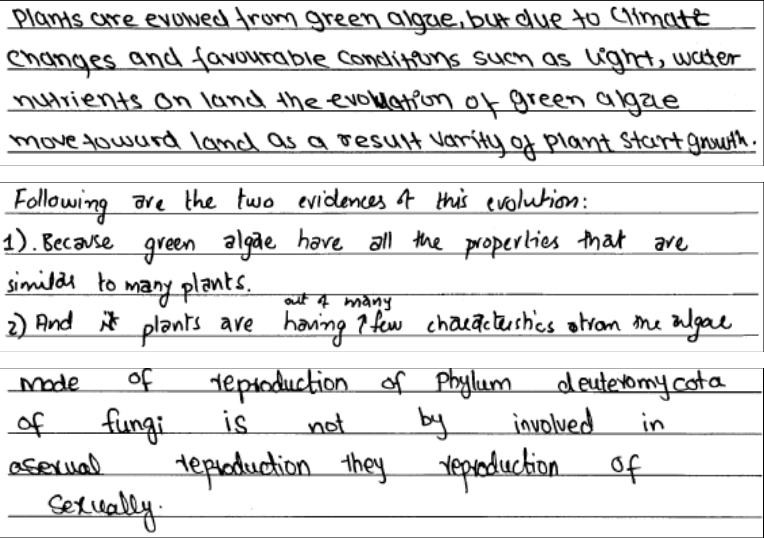 Plants are evolved from green algae, but due to Climate
Changes and favourable Conditions such as light, water
nutrients on land the evolution of green algae
move toward land as a result varity of plant start growth.
Following are the two evidences of this evolution:
1). Because green algae have all the properties that are
similar to many plants.
out of many
2) And it plants are having ↑ few characteristics from the algae
mode of reproduction of Phylum deuteromycota
of fungi is not by involved in
asexual reproduction they reproduction of
sexually.